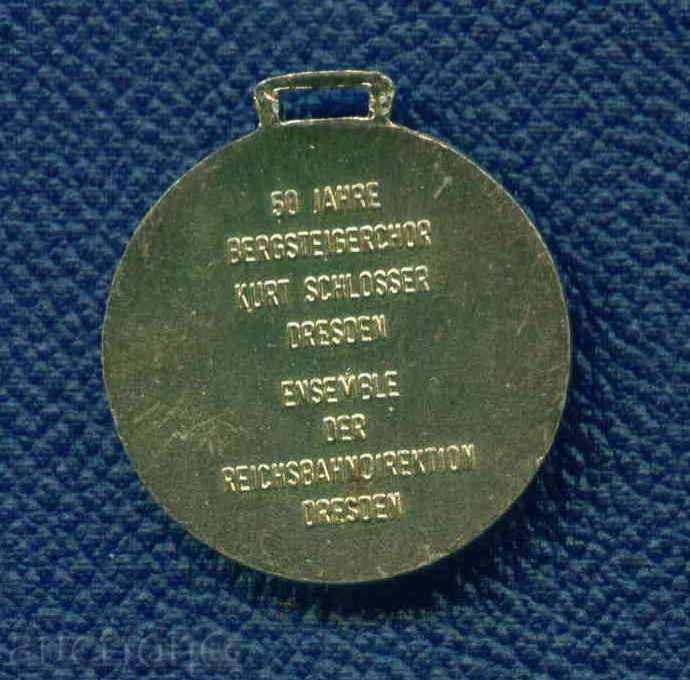 50 JAHRE
BERGSTEIGERCHOR
KURT SCHLOSSER
DRESDEN
ENSEMBLE
DER
REICHSBAHNDIREKTION
DRESDEN